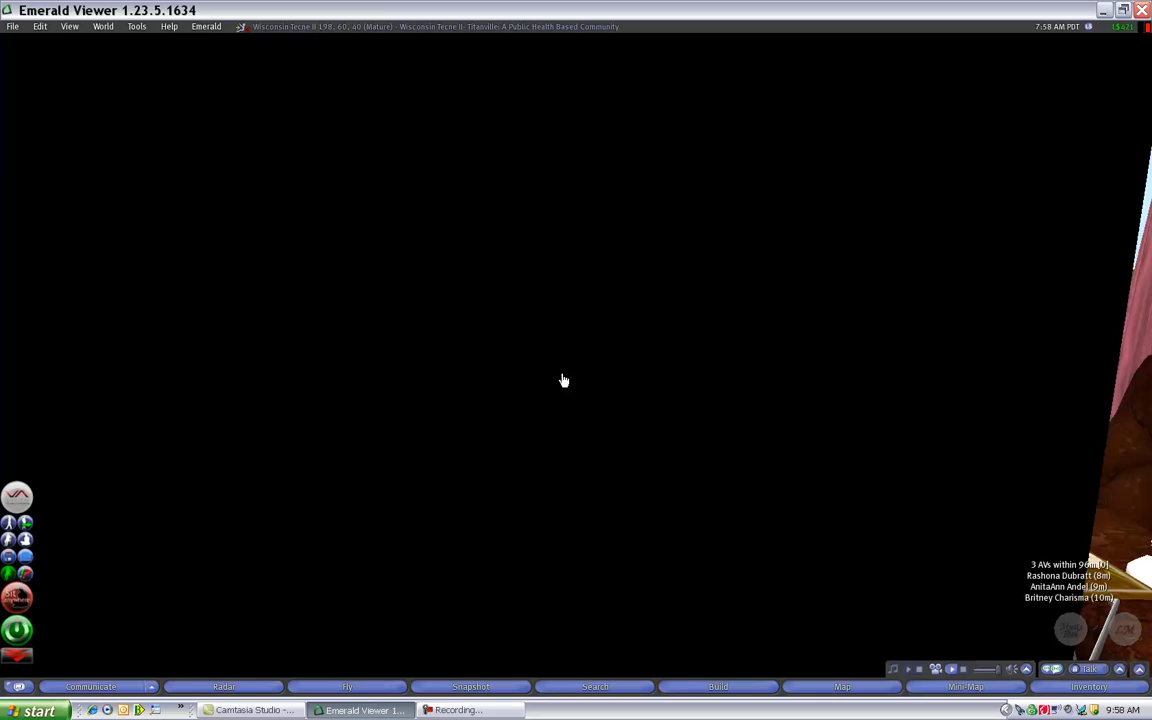 Emerald Viewer 1.23.5.1634
File Edit View World Tools Help Emerald Wisconsin Tecne II 198, 60, 40 (Mature) - Wisconsin Tecne II- Titanville: A Public Health Based Community 7:58 AM PDT L$421
3 AVs within 96m[0]
Rashona Dubratt (8m)
AnitaAnn Andel (9m)
Britney Charisma (10m)
LM
Talk
Communicate Radar Fly Snapshot Search Build Map Mini-Map Inventory
start Camtasia Studio -... Emerald Viewer 1... Recording... 9:58 AM